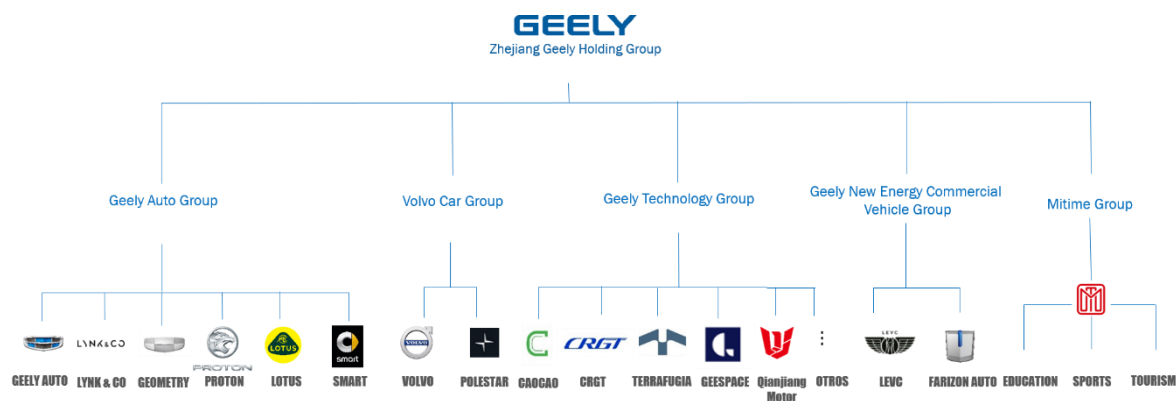 GEELY
Zhejiang Geely Holding Group
Geely Auto Group
Volvo Car Group
Geely Technology Group
Geely New Energy Commercial
Vehicle Group
Mitime Group
LYNK & CO
PROTON
LOTUS
smart
VOLVO
CRGT
LEVC
GEELY AUTO
LYNK & CO
GEOMETRY
PROTON
LOTUS
SMART
VOLVO
POLESTAR
CAOCAO
CRGT
TERRAFUGIA
GEESPACE
Qianjiang
Motor
OTROS
LEVC
FARIZON AUTO
EDUCATION
SPORTS
TOURISM